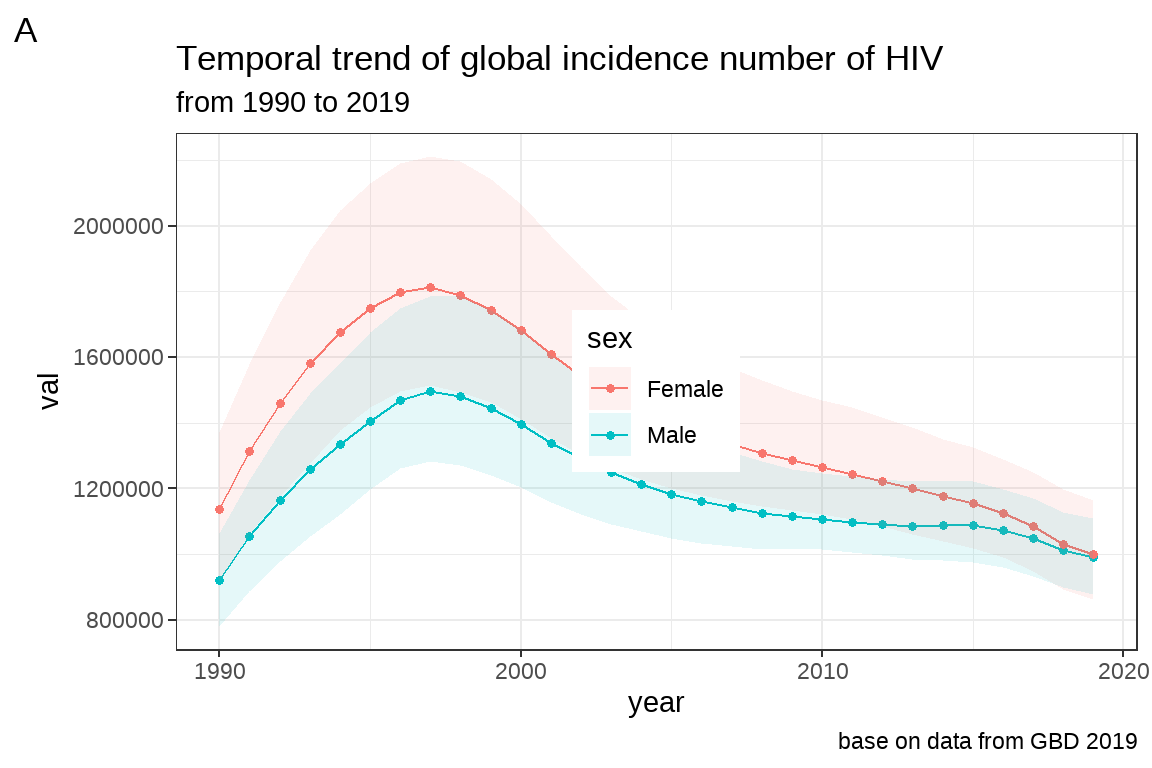 A
Temporal trend of global incidence number of HIV
from 1990 to 2019
val
2000000
1600000
1200000
800000
sex
Female
Male
1990 2000 2010 2020
year
base on data from GBD 2019